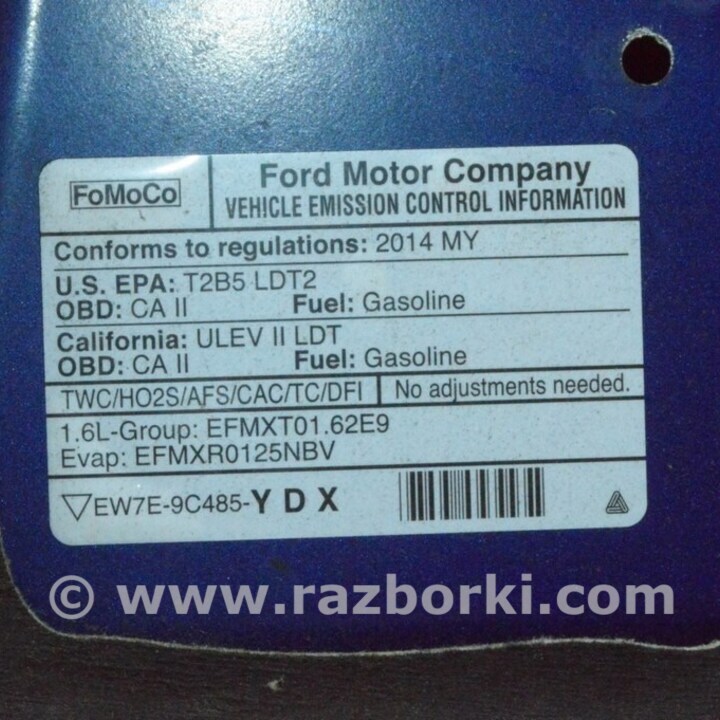 FoMoCo
Ford Motor Company
VEHICLE EMISSION CONTROL INFORMATION
Conforms to regulations: 2014 MY
U.S. EPA: T2B5 LDT2
OBD: CA II Fuel: Gasoline
California: ULEV II LDT
OBD: CA II Fuel: Gasoline
TWC/HO2S/AFS/CAC/TC/DFI No adjustments needed.
1.6L-Group: EFMXT01.62E9
Evap: EFMXR0125NBV
EW7E-9C485-Y D X
© www.razborki.com